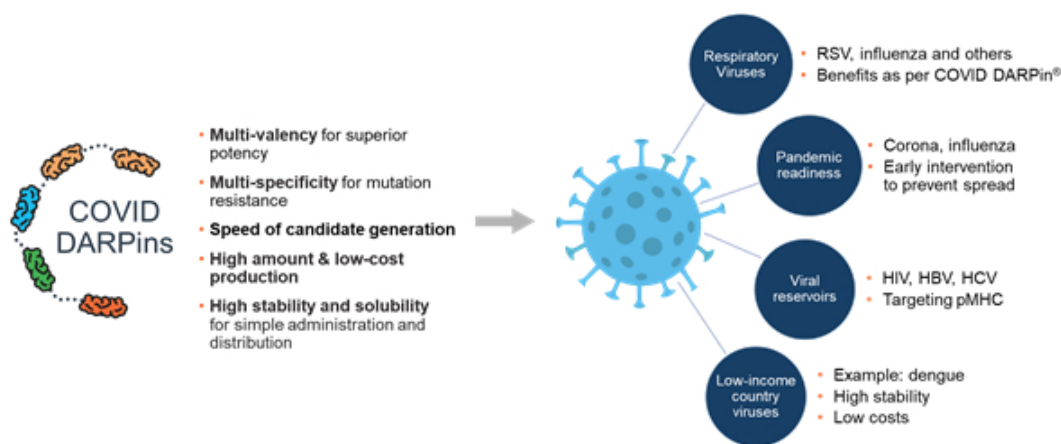 COVID
DARPins
• Multi-valency for superior
potency
• Multi-specificity for mutation
resistance
• Speed of candidate generation
• High amount & low-cost
production
• High stability and solubility
for simple administration and
distribution
Respiratory
Viruses
• RSV, influenza and others
• Benefits as per COVID DARPin®
Pandemic
readiness
• Corona, influenza
• Early intervention
to prevent spread
Viral
reservoirs
• HIV, HBV, HCV
• Targeting pMHC
Low-income
country
viruses
• Example: dengue
• High stability
• Low costs